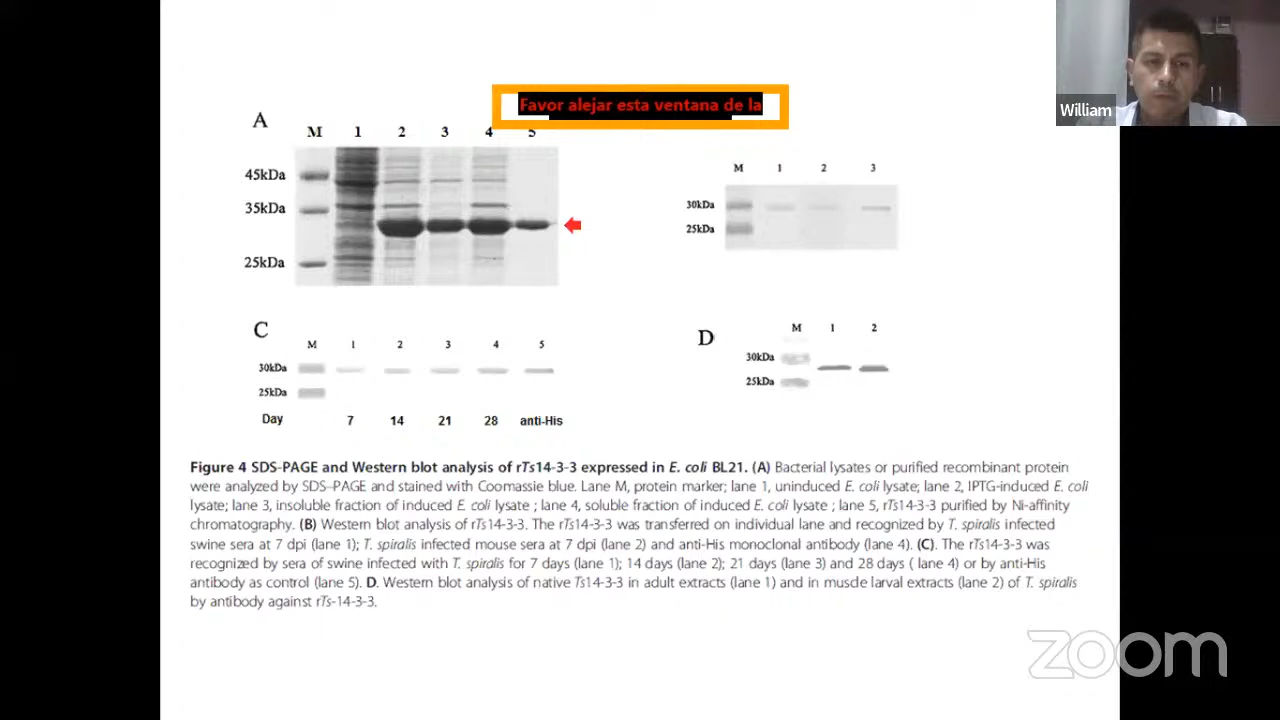 Favor alejar esta ventana de la
William
A
M 1 2 3 4 5
45kDa
35kDa
25kDa
M 1 2 3
30kDa
25kDa
C
M 1 2 3 4 5
30kDa
25kDa
Day 7 14 21 28 anti-His
D
M 1 2
30kDa
25kDa
Figure 4 SDS-PAGE and Western blot analysis of rTs14-3-3 expressed in E. coli BL21. (A) Bacterial lysates or purified recombinant protein
were analyzed by SDS–PAGE and stained with Coomassie blue. Lane M, protein marker; lane 1, uninduced E. coli lysate; lane 2, IPTG-induced E. coli
lysate; lane 3, insoluble fraction of induced E. coli lysate ; lane 4, soluble fraction of induced E. coli lysate ; lane 5, rTs14-3-3 purified by Ni-affinity
chromatography. (B) Western blot analysis of rTs14-3-3. The rTs14-3-3 was transferred on individual lane and recognized by T. spiralis infected
swine sera at 7 dpi (lane 1); T. spiralis infected mouse sera at 7 dpi (lane 2) and anti-His monoclonal antibody (lane 4). (C). The rTs14-3-3 was
recognized by sera of swine infected with T. spiralis for 7 days (lane 1); 14 days (lane 2); 21 days (lane 3) and 28 days ( lane 4) or by anti-His
antibody as control (lane 5). D. Western blot analysis of native Ts14-3-3 in adult extracts (lane 1) and in muscle larval extracts (lane 2) of T. spiralis
by antibody against rTs-14-3-3.
zoom